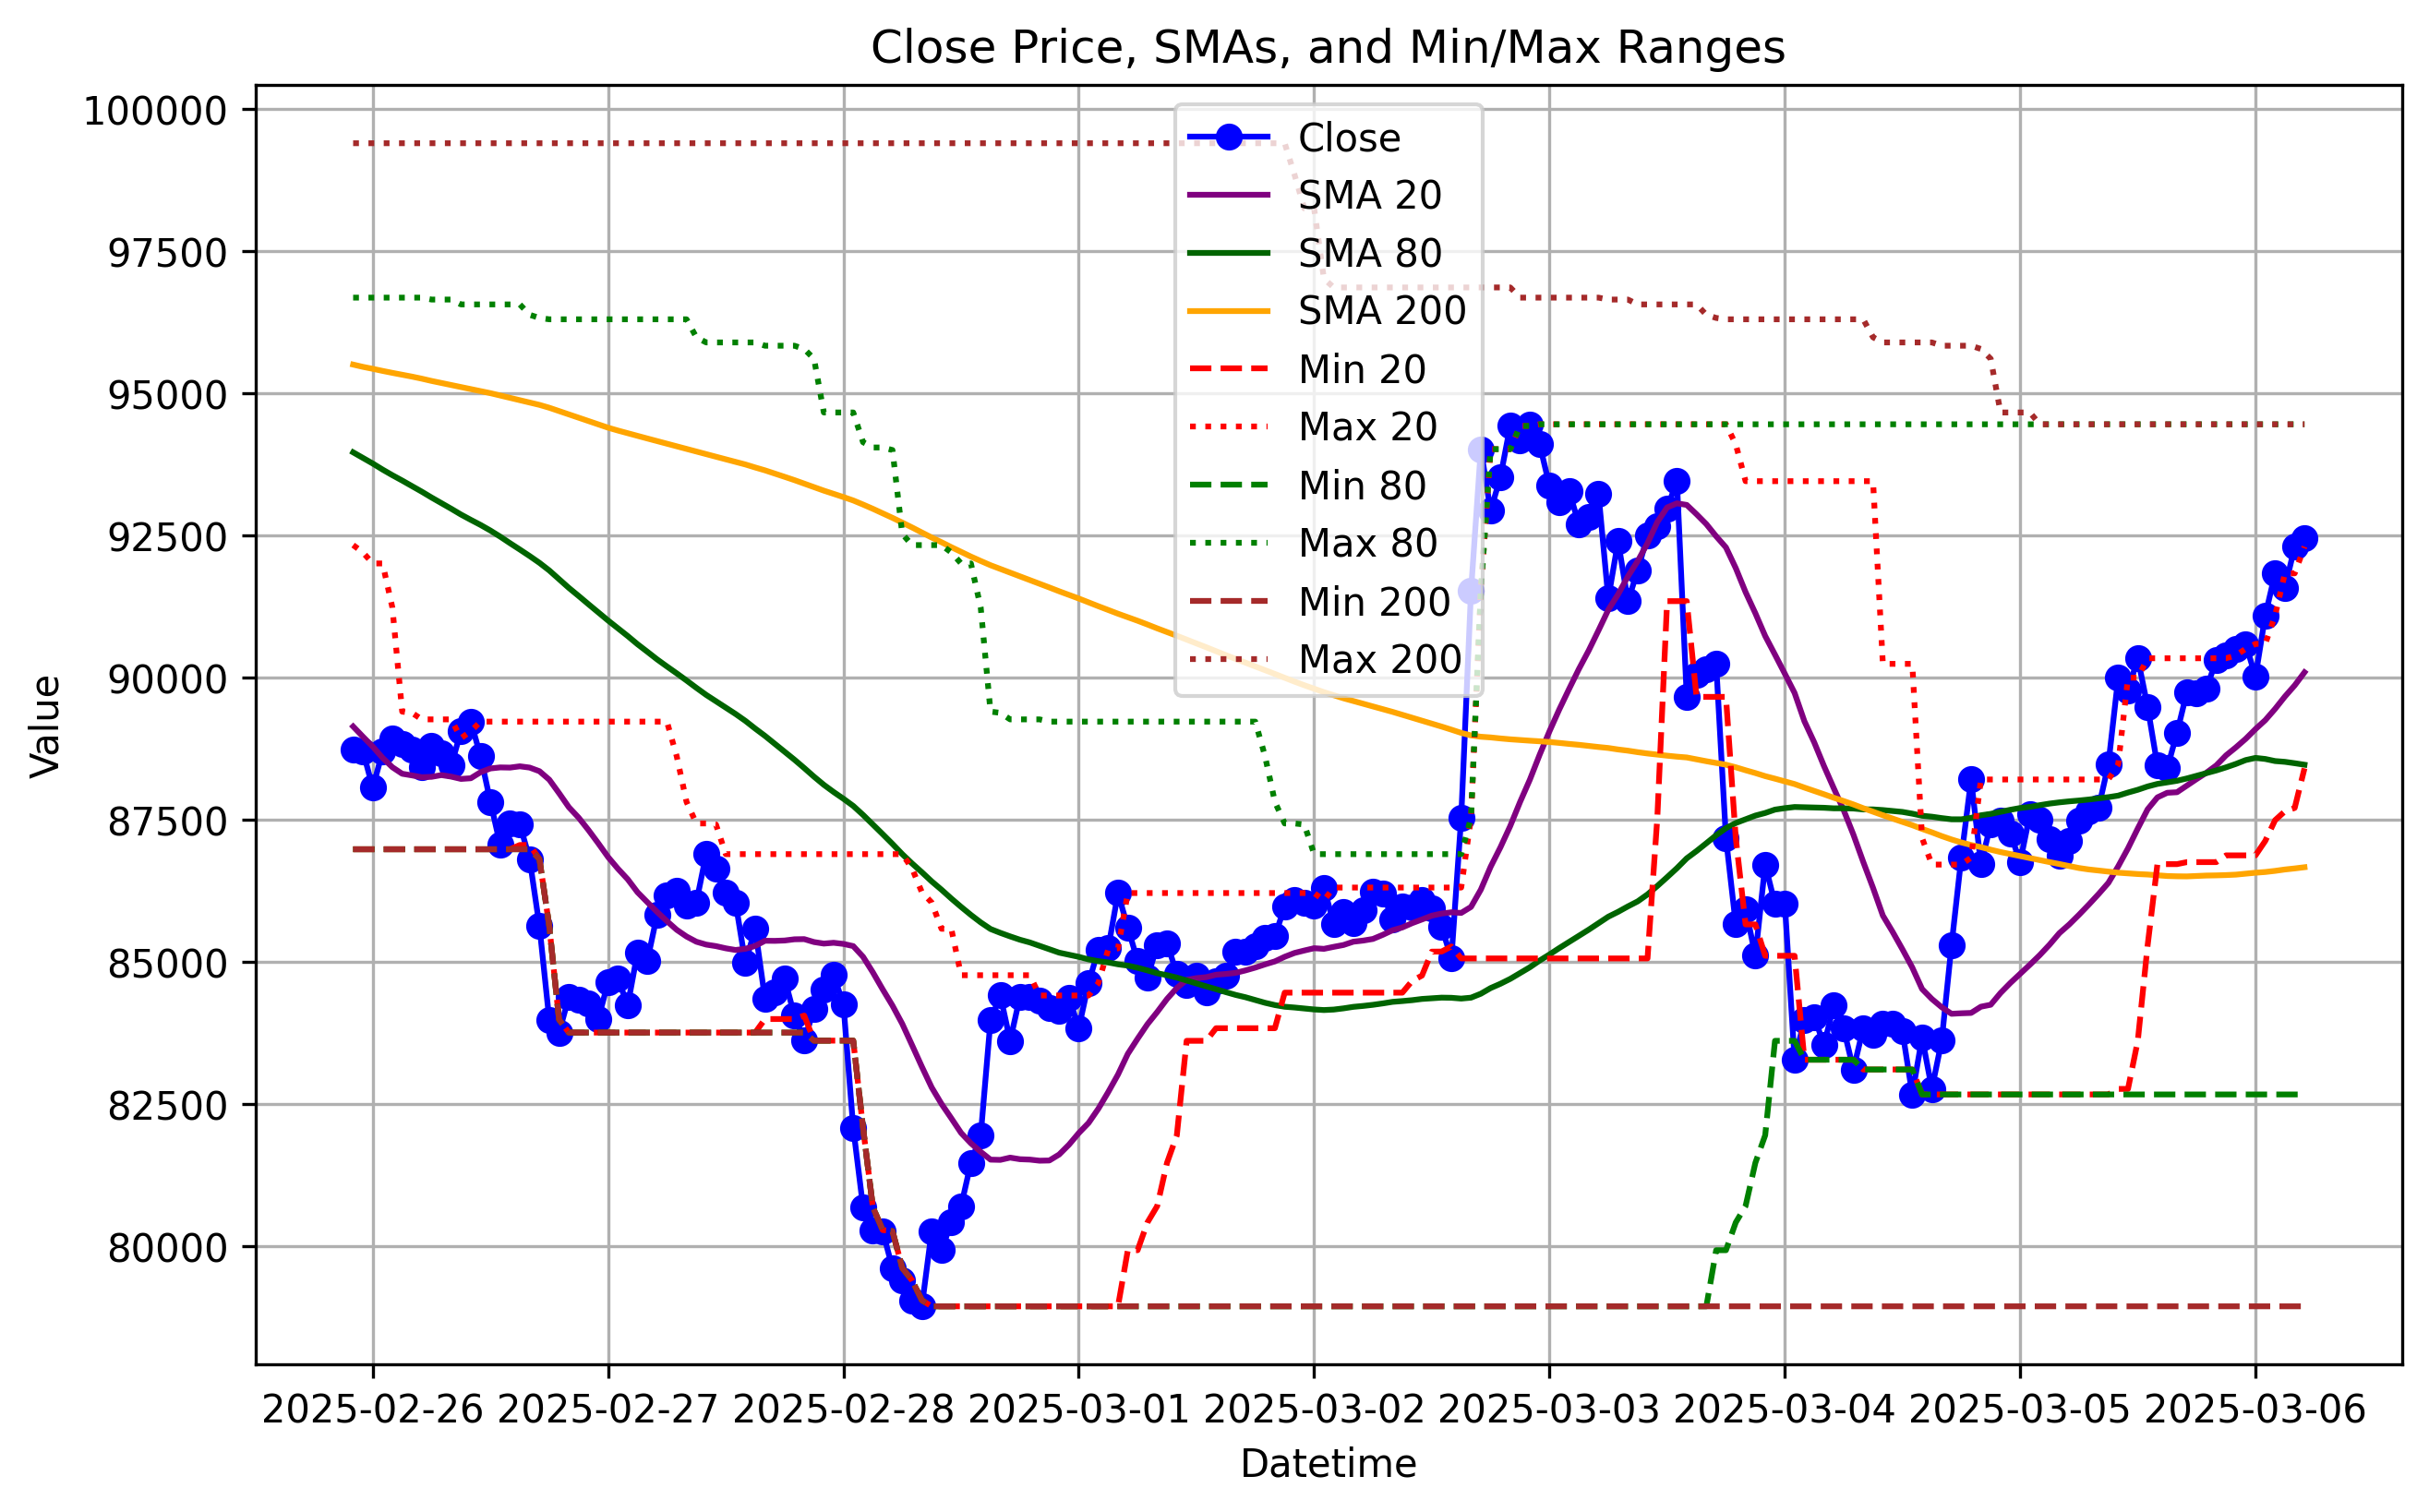 Close Price, SMAs, and Min/Max Ranges
100000
97500
95000
92500
90000
87500
85000
82500
80000
Value
Close
SMA 20
SMA 80
SMA 200
Min 20
Max 20
Min 80
Max 80
Min 200
Max 200
2025-02-26 2025-02-27 2025-02-28 2025-03-01 2025-03-02 2025-03-03 2025-03-04 2025-03-05 2025-03-06
Datetime